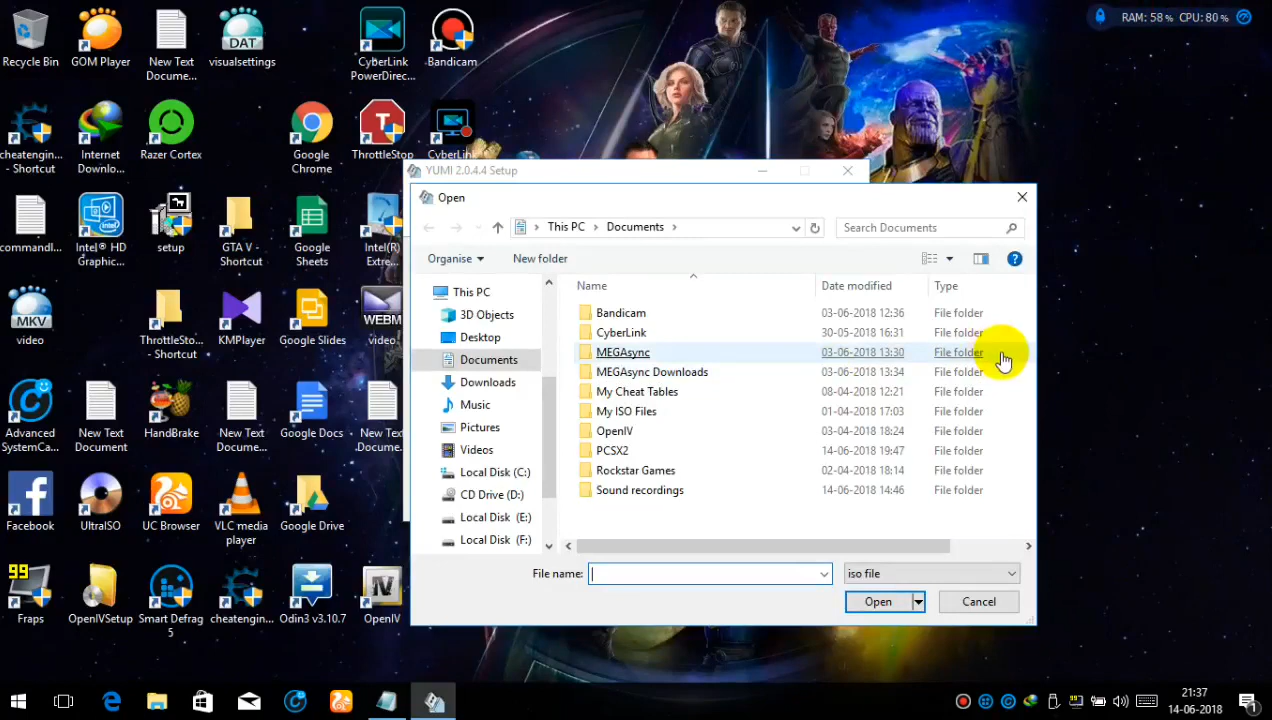 RAM: 58 % CPU: 80 %
Recycle Bin
GOM Player
New Text
Docume...
DAT
visualsettings
CyberLink
PowerDirec...
Bandicam
cheatengin...
- Shortcut
Internet
Downlo...
Razer Cortex
Google
Chrome
T
ThrottleStop
CyberLink
YUMI 2.0.4.4 Setup
Open
This PC
Documents
Search Documents
Organise
New folder
This PC
3D Objects
Desktop
Documents
Downloads
Music
Pictures
Videos
Local Disk (C:)
CD Drive (D:)
Local Disk (E:)
Local Disk (F:)
Name
Date modified
Type
Bandicam 03-06-2018 12:36 File folder
CyberLink 30-05-2018 16:31 File folder
MEGAsync 03-06-2018 13:30 File folder
MEGAsync Downloads 03-06-2018 13:34 File folder
My Cheat Tables 08-04-2018 12:21 File folder
My ISO Files 01-04-2018 17:03 File folder
OpenIV 03-04-2018 18:24 File folder
PCSX2 14-06-2018 19:47 File folder
Rockstar Games 02-04-2018 18:14 File folder
Sound recordings 14-06-2018 14:46 File folder
File name:
iso file
Open
Cancel
commandl...
intel
Intel® HD
Graphic...
setup
GTA V -
Shortcut
Google
Sheets
Intel(R)
Extre...
MKV
video
ThrottleSto...
- Shortcut
KMPlayer
Google Slides
WEBM
video
Advanced
SystemCa...
New Text
Document
HandBrake
New Text
Docume...
Google Docs
New Text
Docume...
Facebook
UltraISO
UC Browser
VLC media
player
Google Drive
99
Fraps
OpenIVSetup
Smart Defrag
5
cheatengin...
Odin3 v3.10.7
IV
OpenIV
21:37
14-06-2018
1